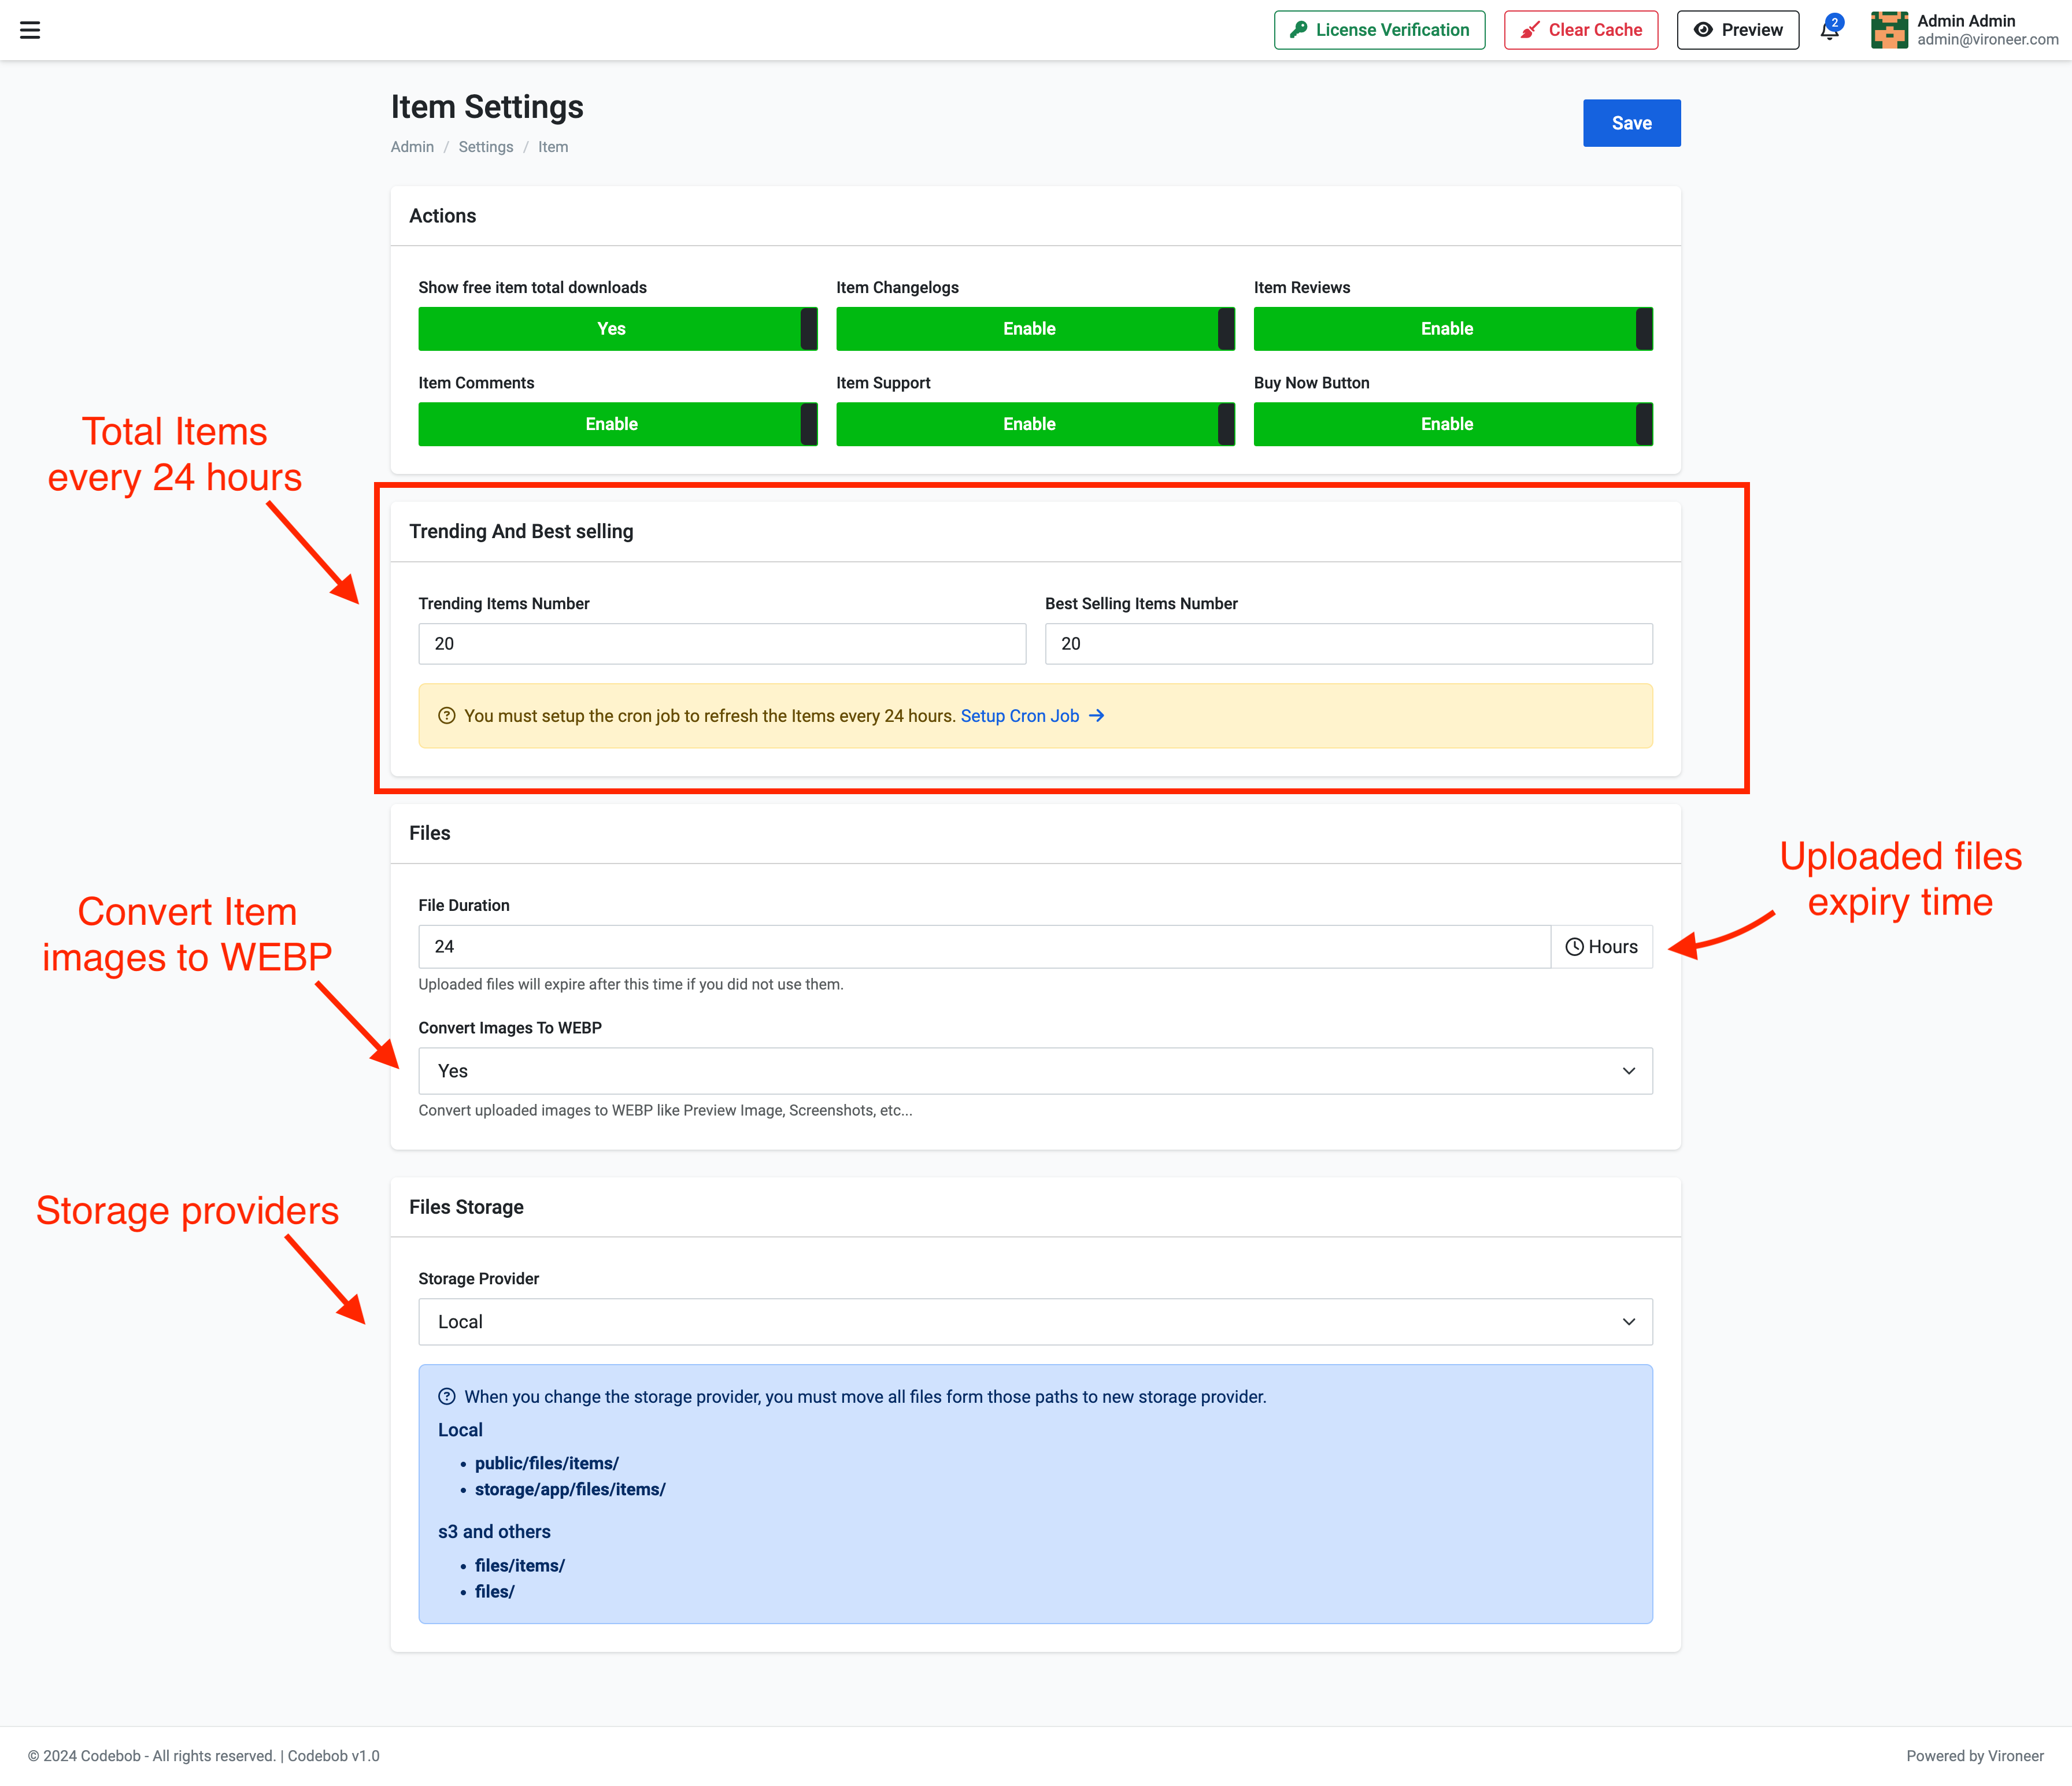 License Verification
Clear Cache
Preview
2
Admin Admin
admin@vironeer.com
Item Settings
Admin / Settings / Item
Save
Actions
Show free item total downloads
Item Changelogs
Item Reviews
Yes
Enable
Enable
Item Comments
Item Support
Buy Now Button
Enable
Enable
Enable
Total Items
every 24 hours
Trending And Best selling
Trending Items Number
Best Selling Items Number
20
20
You must setup the cron job to refresh the Items every 24 hours. Setup Cron Job
Files
Uploaded files
expiry time
File Duration
24
Hours
Uploaded files will expire after this time if you did not use them.
Convert Item
images to WEBP
Convert Images To WEBP
Yes
Convert uploaded images to WEBP like Preview Image, Screenshots, etc...
Storage providers
Files Storage
Storage Provider
Local
When you change the storage provider, you must move all files form those paths to new storage provider.
Local
• public/files/items/
• storage/app/files/items/
s3 and others
• files/items/
• files/
© 2024 Codebob - All rights reserved. | Codebob v1.0
Powered by Vironeer